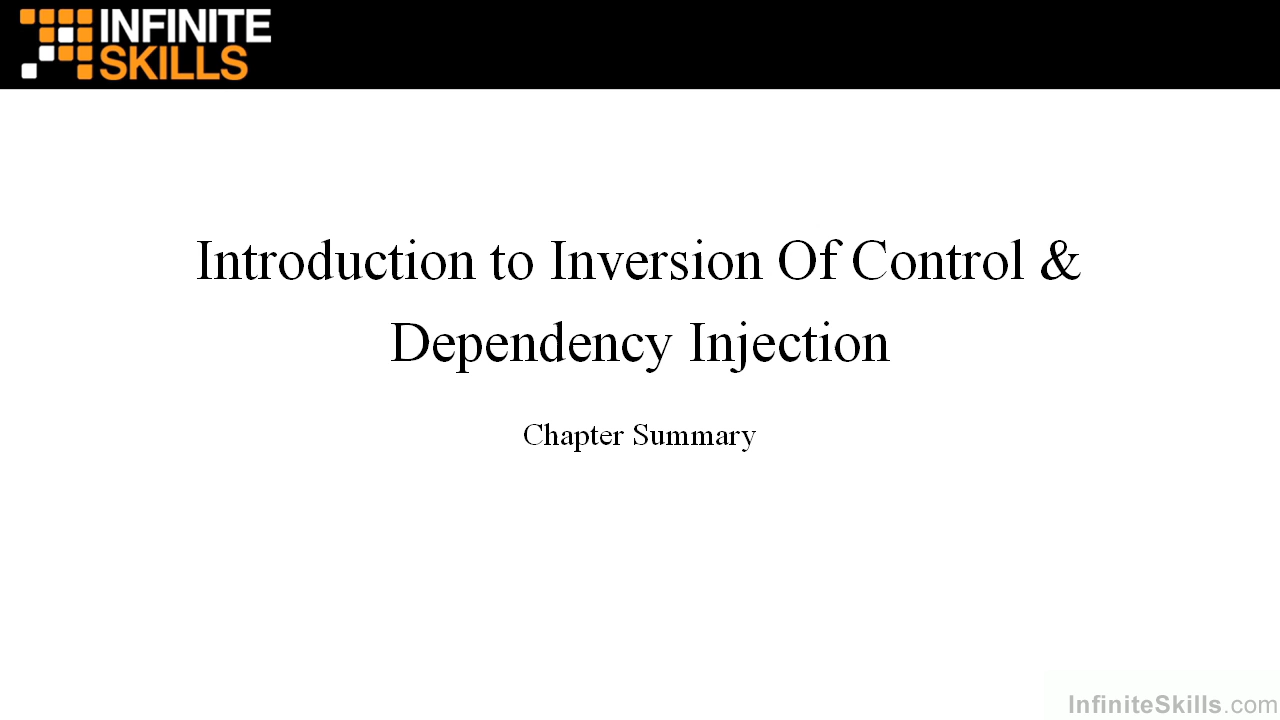 INFINITE
SKILLS
Introduction to Inversion Of Control &
Dependency Injection
Chapter Summary
InfiniteSkills.com